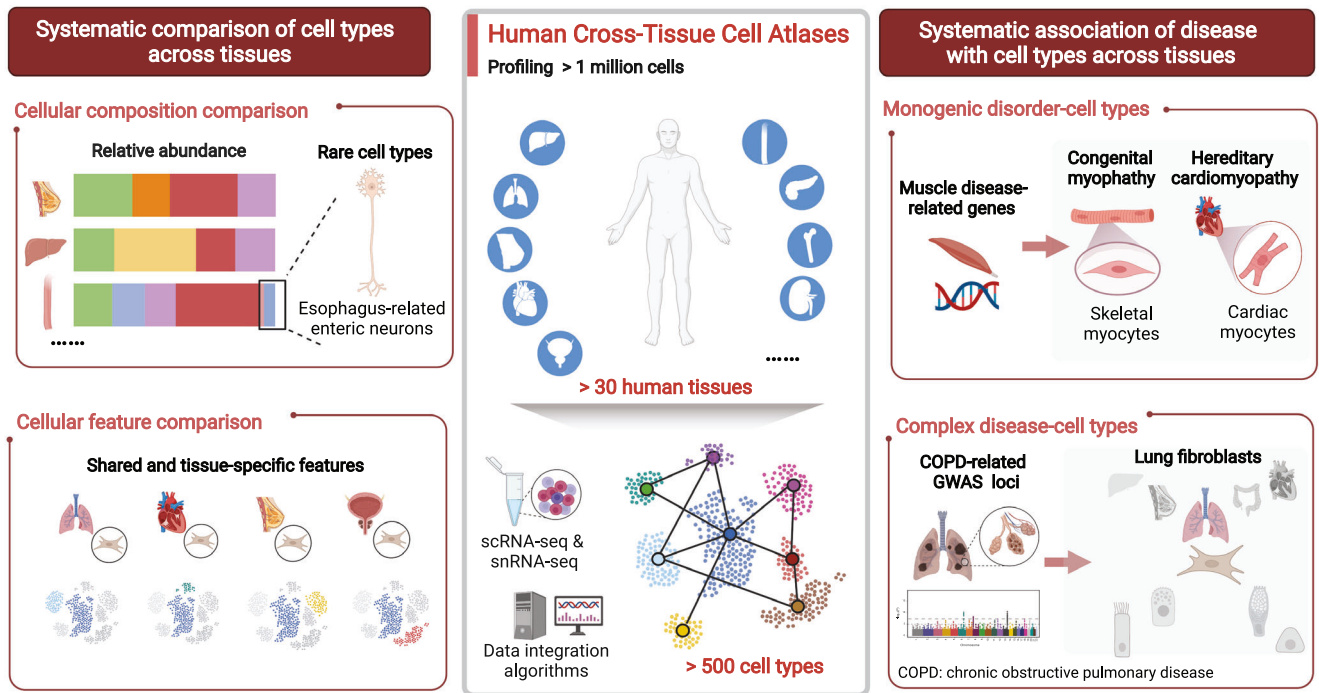 Systematic comparison of cell types
across tissues
Cellular composition comparison
Relative abundance
Rare cell types
Esophagus-related
enteric neurons
......
Cellular feature comparison
Shared and tissue-specific features
Human Cross-Tissue Cell Atlases
Profiling > 1 million cells
......
> 30 human tissues
scRNA-seq &
snRNA-seq
Data integration
algorithms
> 500 cell types
Systematic association of disease
with cell types across tissues
Monogenic disorder-cell types
Muscle disease-
related genes
Congenital
myophathy
Skeletal
myocytes
Hereditary
cardiomyopathy
Cardiac
myocytes
Complex disease-cell types
COPD-related
GWAS loci
Lung fibroblasts
COPD: chronic obstructive pulmonary disease